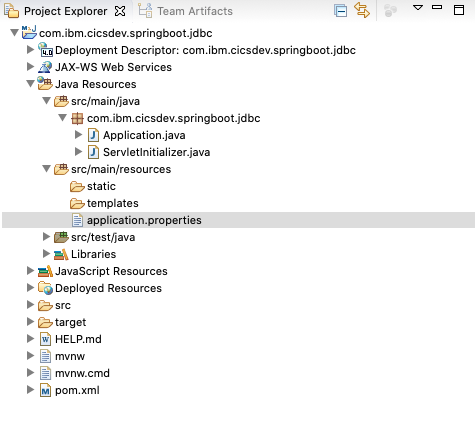 Project Explorer Team Artifacts
com.ibm.cicsdev.springboot.jdbc
Deployment Descriptor: com.ibm.cicsdev.springboot.jdbc
JAX-WS Web Services
Java Resources
src/main/java
com.ibm.cicsdev.springboot.jdbc
Application.java
ServletInitializer.java
src/main/resources
static
templates
application.properties
src/test/java
Libraries
JavaScript Resources
Deployed Resources
src
target
HELP.md
mvnw
mvnw.cmd
pom.xml